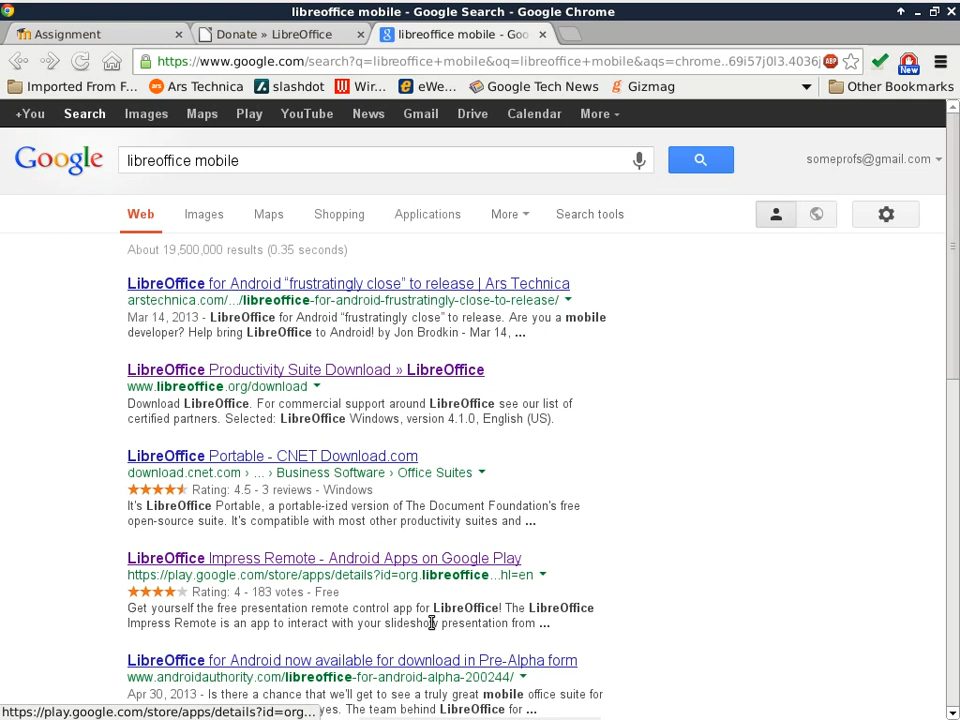 libreoffice mobile - Google Search - Google Chrome
Assignment
Donate » LibreOffice
libreoffice mobile - Goo
https://www.google.com/search?q=libreoffice+mobile&oq=libreoffice+mobile&aqs=chrome..69i57j0l3.4036j
ABP
New
Imported From F...
Ars Technica
slashdot
Wir...
eWe...
Google Tech News
Gizmag
Other Bookmarks
+You Search Images Maps Play YouTube News Gmail Drive Calendar More
Google
libreoffice mobile
someprofs@gmail.com
Web Images Maps Shopping Applications More Search tools
About 19,500,000 results (0.35 seconds)
LibreOffice for Android “frustratingly close” to release | Ars Technica
arstechnica.com/.../libreoffice-for-android-frustratingly-close-to-release/
Mar 14, 2013 - LibreOffice for Android “frustratingly close” to release. Are you a mobile
developer? Help bring LibreOffice to Android! by Jon Brodkin - Mar 14, ...
LibreOffice Productivity Suite Download » LibreOffice
www.libreoffice.org/download
Download LibreOffice. For commercial support around LibreOffice see our list of
certified partners. Selected: LibreOffice Windows, version 4.1.0, English (US).
LibreOffice Portable - CNET Download.com
download.cnet.com › ... › Business Software › Office Suites
Rating: 4.5 - 3 reviews - Windows
It's LibreOffice Portable, a portable-ized version of The Document Foundation's free
open-source suite. It's compatible with most other productivity suites and ...
LibreOffice Impress Remote - Android Apps on Google Play
https://play.google.com/store/apps/details?id=org.libreoffice...hl=en
Rating: 4 - 183 votes - Free
Get yourself the free presentation remote control app for LibreOffice! The LibreOffice
Impress Remote is an app to interact with your slideshow presentation from ...
LibreOffice for Android now available for download in Pre-Alpha form
www.androidauthority.com/libreoffice-for-android-alpha-200244/
Apr 30, 2013 - Is there a chance that we'll get to see a truly great mobile office suite for
yes. The team behind LibreOffice for ...
https://play.google.com/store/apps/details?id=org...